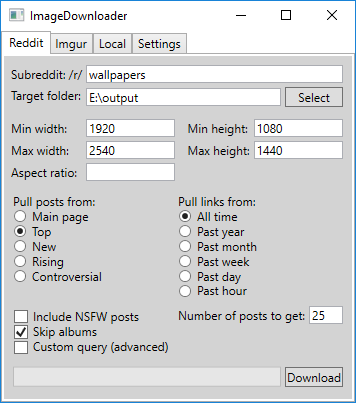 ImageDownloader
Reddit Imgur Local Settings
Subreddit: /r/ wallpapers
Target folder: E:\output Select
Min width: 1920 Min height: 1080
Max width: 2540 Max height: 1440
Aspect ratio:
Pull posts from: Pull links from:
Main page All time
Top Past year
New Past month
Rising Past week
Controversial Past day
Past hour
Include NSFW posts Number of posts to get: 25
Skip albums
Custom query (advanced)
Download